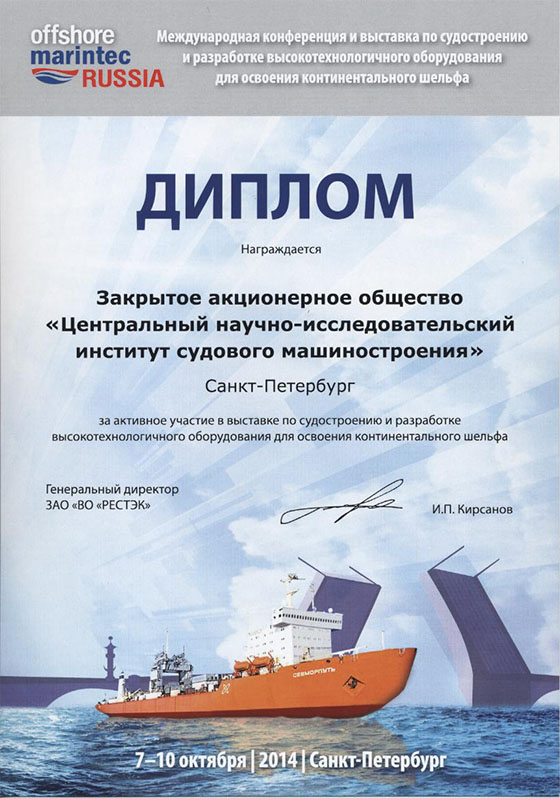 offshore
marintec
RUSSIA
Международная конференция и выставка по судостроению
и разработке высокотехнологичного оборудования
для освоения континентального шельфа
ДИПЛОМ
Награждается
Закрытое акционерное общество
«Центральный научно-исследовательский
институт судового машиностроения»
Санкт-Петербург
за активное участие в выставке по судостроению и разработке
высокотехнологичного оборудования для освоения континентального шельфа
Генеральный директор
ЗАО «ВО «РЕСТЭК»
И.П. Кирсанов
СЕВМОРПУТЬ
7–10 октября | 2014 | Санкт-Петербург